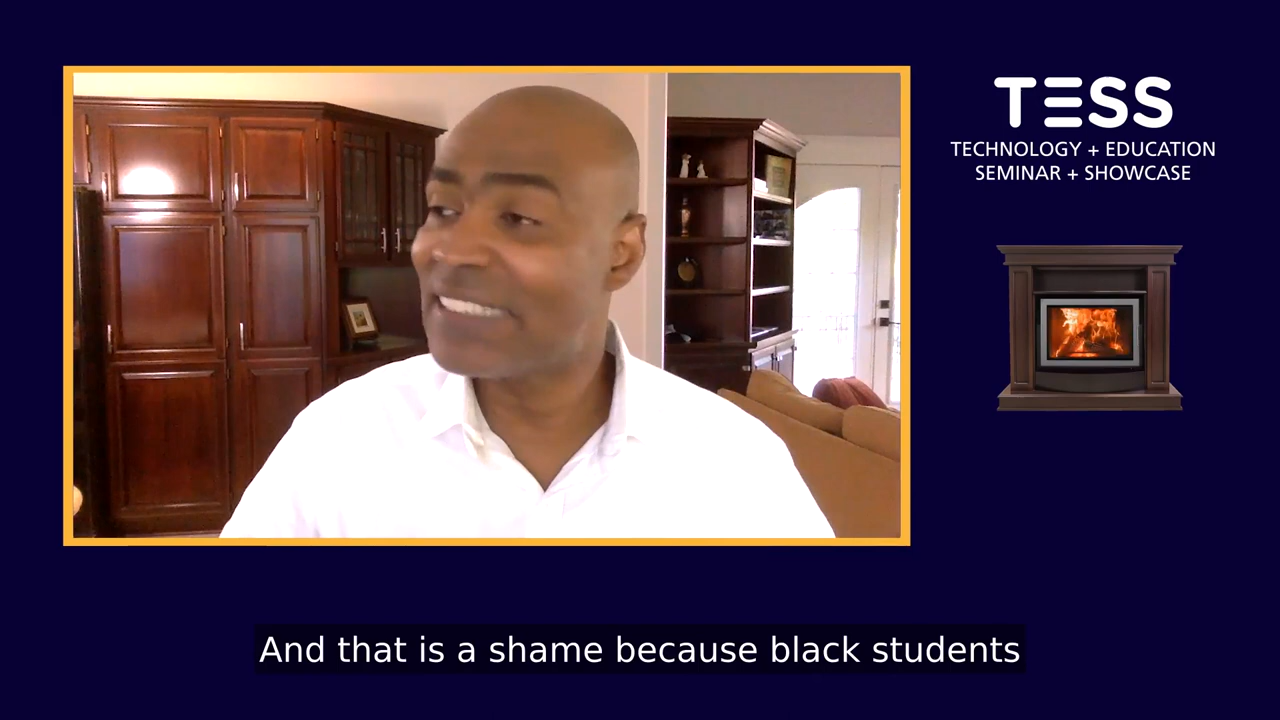 TESS
TECHNOLOGY + EDUCATION
SEMINAR + SHOWCASE
And that is a shame because black students